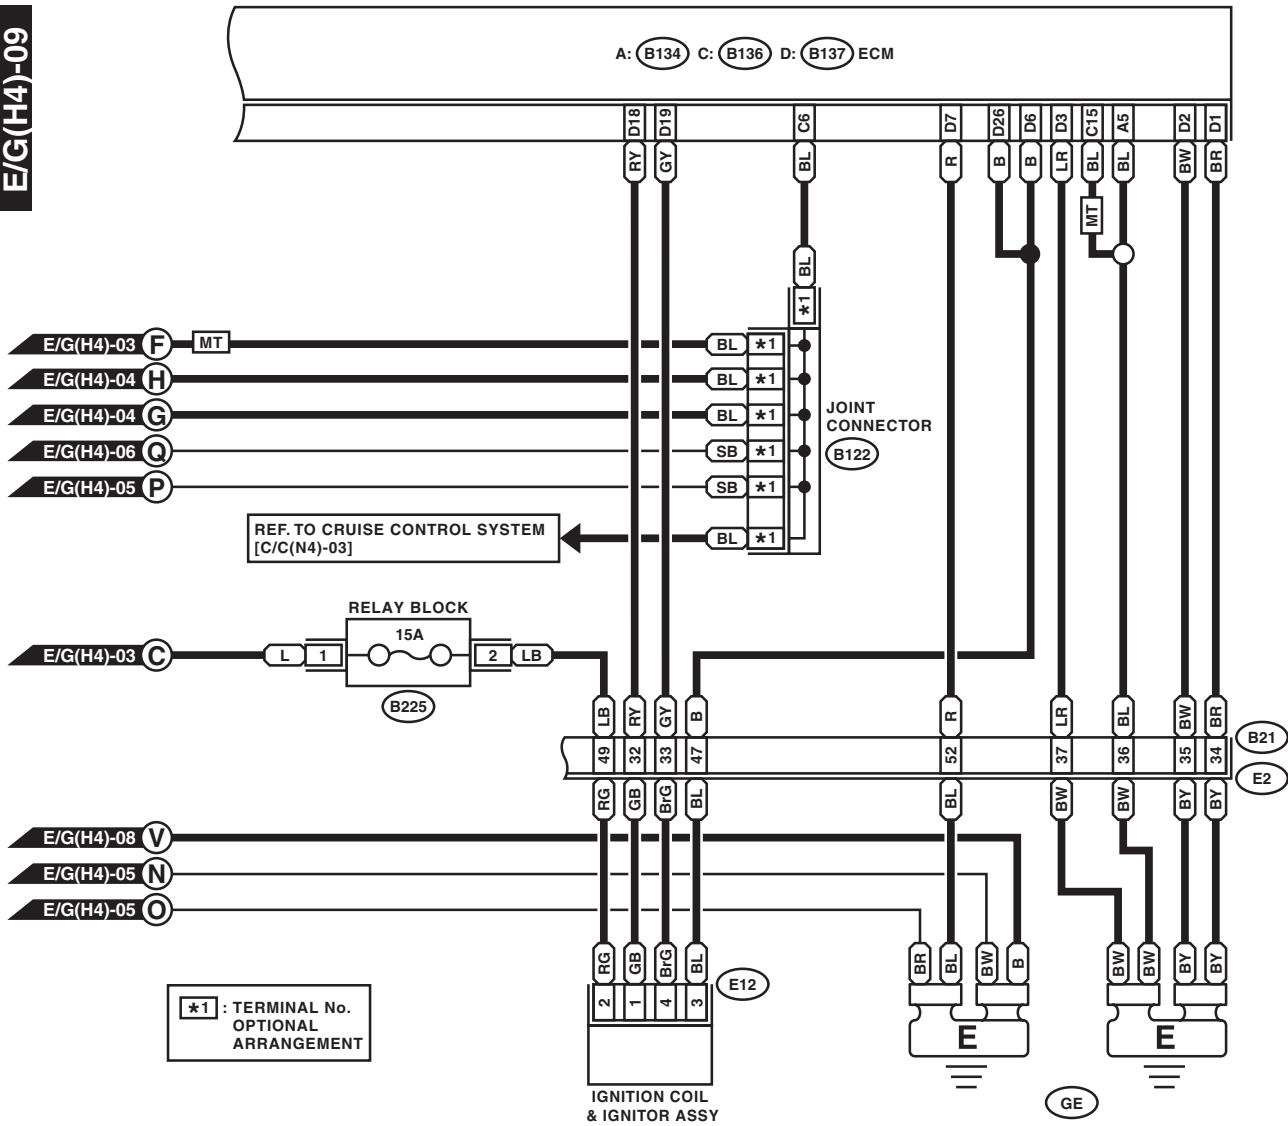 E/G(H4)-09
A: B134 C: B136 D: B137 ECM
D18 D19 C6 D7 D26 D6 D3 C15 A5 D2 D1
RY GY BL R B B LR BL BL BW BR
MT
BL
*1
E/G(H4)-03 F MT BL *1
E/G(H4)-04 H BL *1
E/G(H4)-04 G BL *1
JOINT
CONNECTOR
B122
E/G(H4)-06 Q SB *1
E/G(H4)-05 P SB *1
REF. TO CRUISE CONTROL SYSTEM
[C/C(N4)-03]
BL *1
RELAY BLOCK
15A
E/G(H4)-03 C L 1 2 LB
B225
LB RY GY B R LR BL BW BR
B21
49 32 33 47 52 37 36 35 34
E2
RG GB BrG BL BL BW BW BY BY
E/G(H4)-08 V
E/G(H4)-05 N
E/G(H4)-05 O
RG GB BrG BL BR BL BW B BW BW BY BY
E12
2 1 4 3
*1 : TERMINAL No.
OPTIONAL
ARRANGEMENT
E E
IGNITION COIL
& IGNITOR ASSY
GE